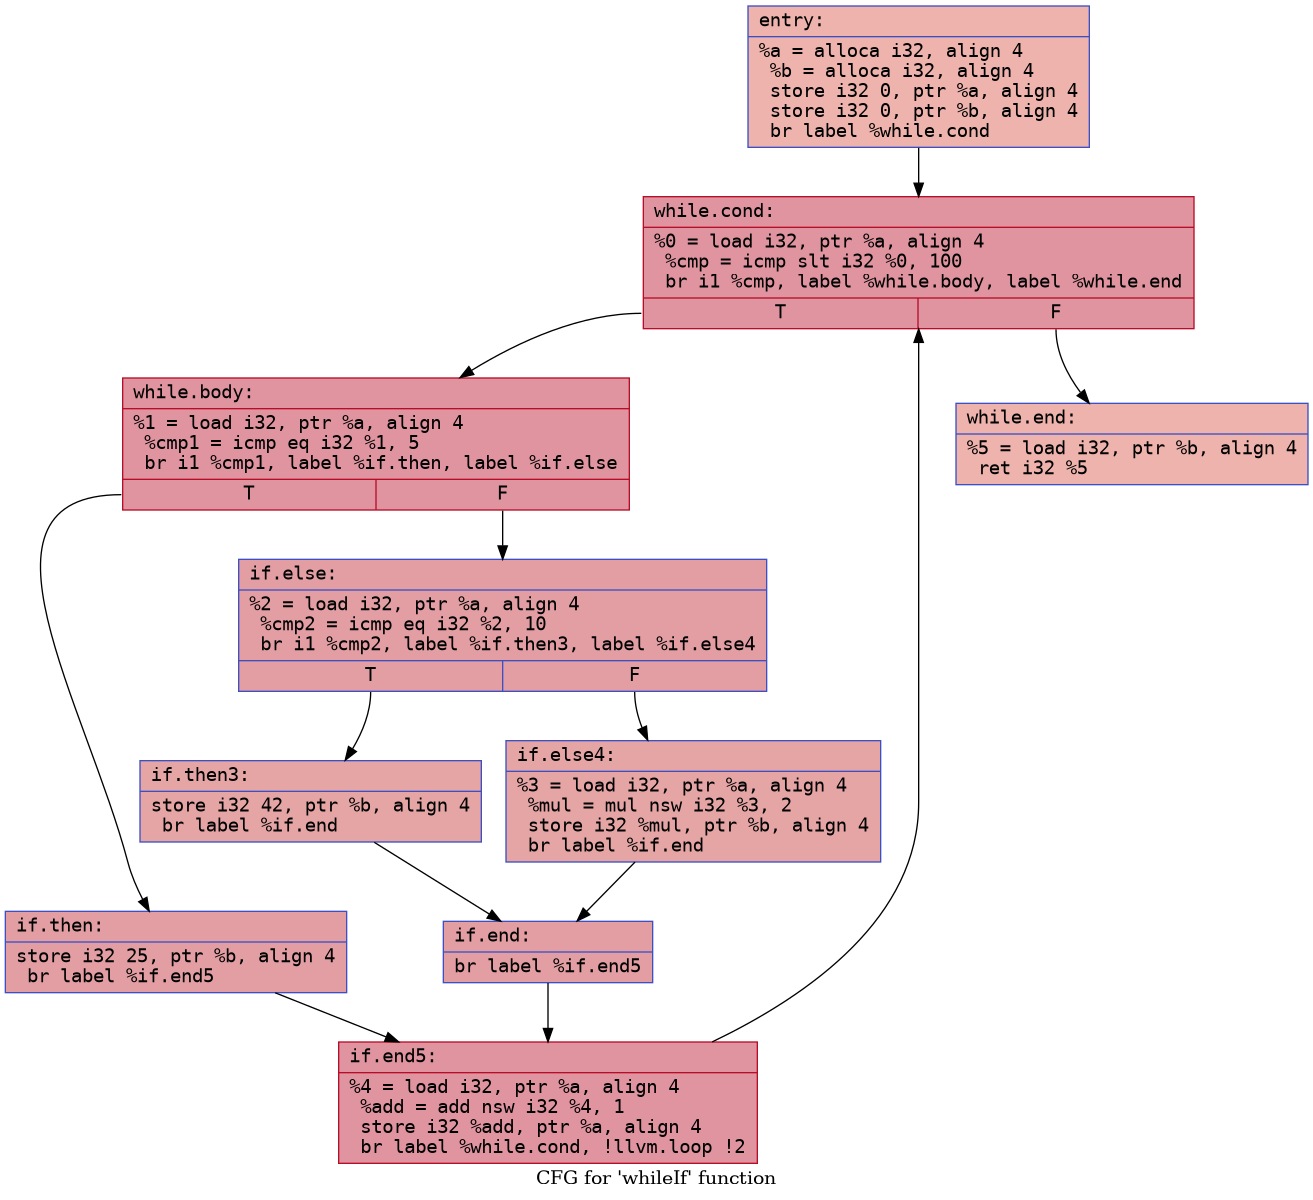 entry:
%a = alloca i32, align 4
%b = alloca i32, align 4
store i32 0, ptr %a, align 4
store i32 0, ptr %b, align 4
br label %while.cond
while.cond:
%0 = load i32, ptr %a, align 4
%cmp = icmp slt i32 %0, 100
br i1 %cmp, label %while.body, label %while.end
T
F
while.body:
%1 = load i32, ptr %a, align 4
%cmp1 = icmp eq i32 %1, 5
br i1 %cmp1, label %if.then, label %if.else
T
F
while.end:
%5 = load i32, ptr %b, align 4
ret i32 %5
if.else:
%2 = load i32, ptr %a, align 4
%cmp2 = icmp eq i32 %2, 10
br i1 %cmp2, label %if.then3, label %if.else4
T
F
if.then3:
store i32 42, ptr %b, align 4
br label %if.end
if.else4:
%3 = load i32, ptr %a, align 4
%mul = mul nsw i32 %3, 2
store i32 %mul, ptr %b, align 4
br label %if.end
if.then:
store i32 25, ptr %b, align 4
br label %if.end5
if.end:
br label %if.end5
if.end5:
%4 = load i32, ptr %a, align 4
%add = add nsw i32 %4, 1
store i32 %add, ptr %a, align 4
br label %while.cond, !llvm.loop !2
CFG for 'whileIf' function